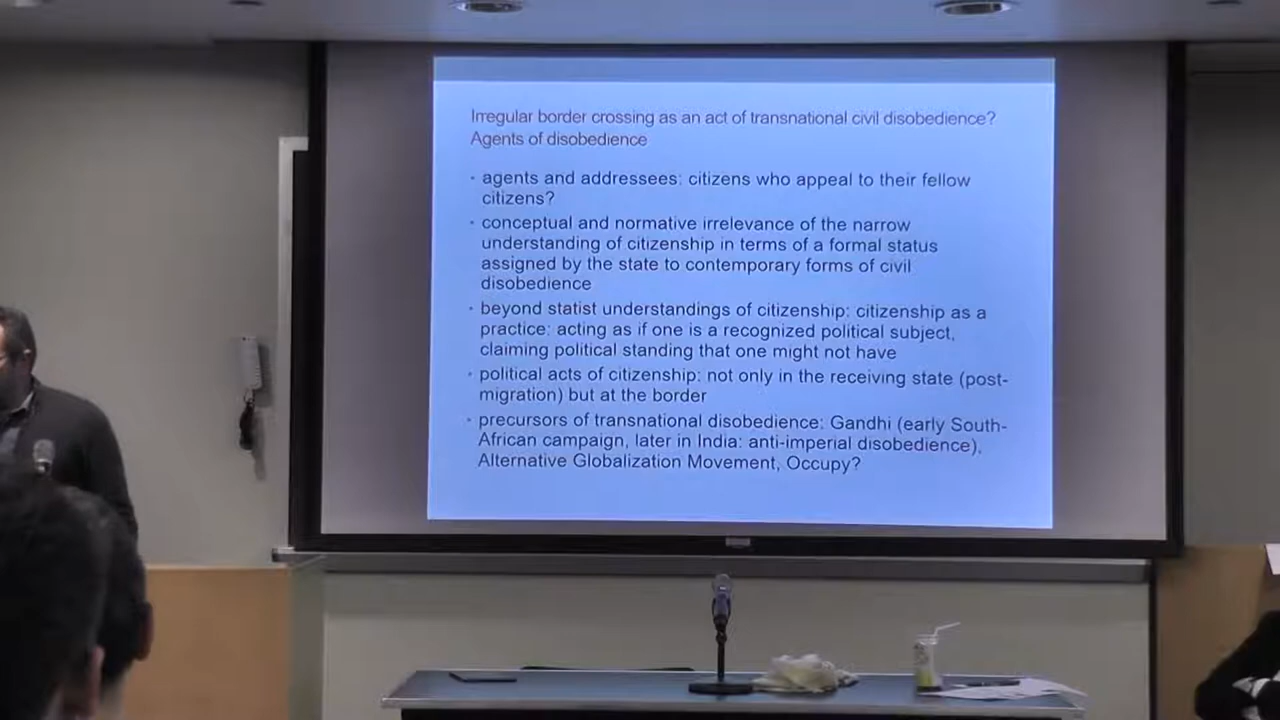 Irregular border crossing as an act of transnational civil disobedience?
Agents of disobedience
· agents and addressees: citizens who appeal to their fellow
citizens?
· conceptual and normative irrelevance of the narrow
understanding of citizenship in terms of a formal status
assigned by the state to contemporary forms of civil
disobedience
· beyond statist understandings of citizenship: citizenship as a
practice: acting as if one is a recognized political subject,
claiming political standing that one might not have
· political acts of citizenship: not only in the receiving state (post-
migration) but at the border
· precursors of transnational disobedience: Gandhi (early South-
African campaign, later in India: anti-imperial disobedience),
Alternative Globalization Movement, Occupy?